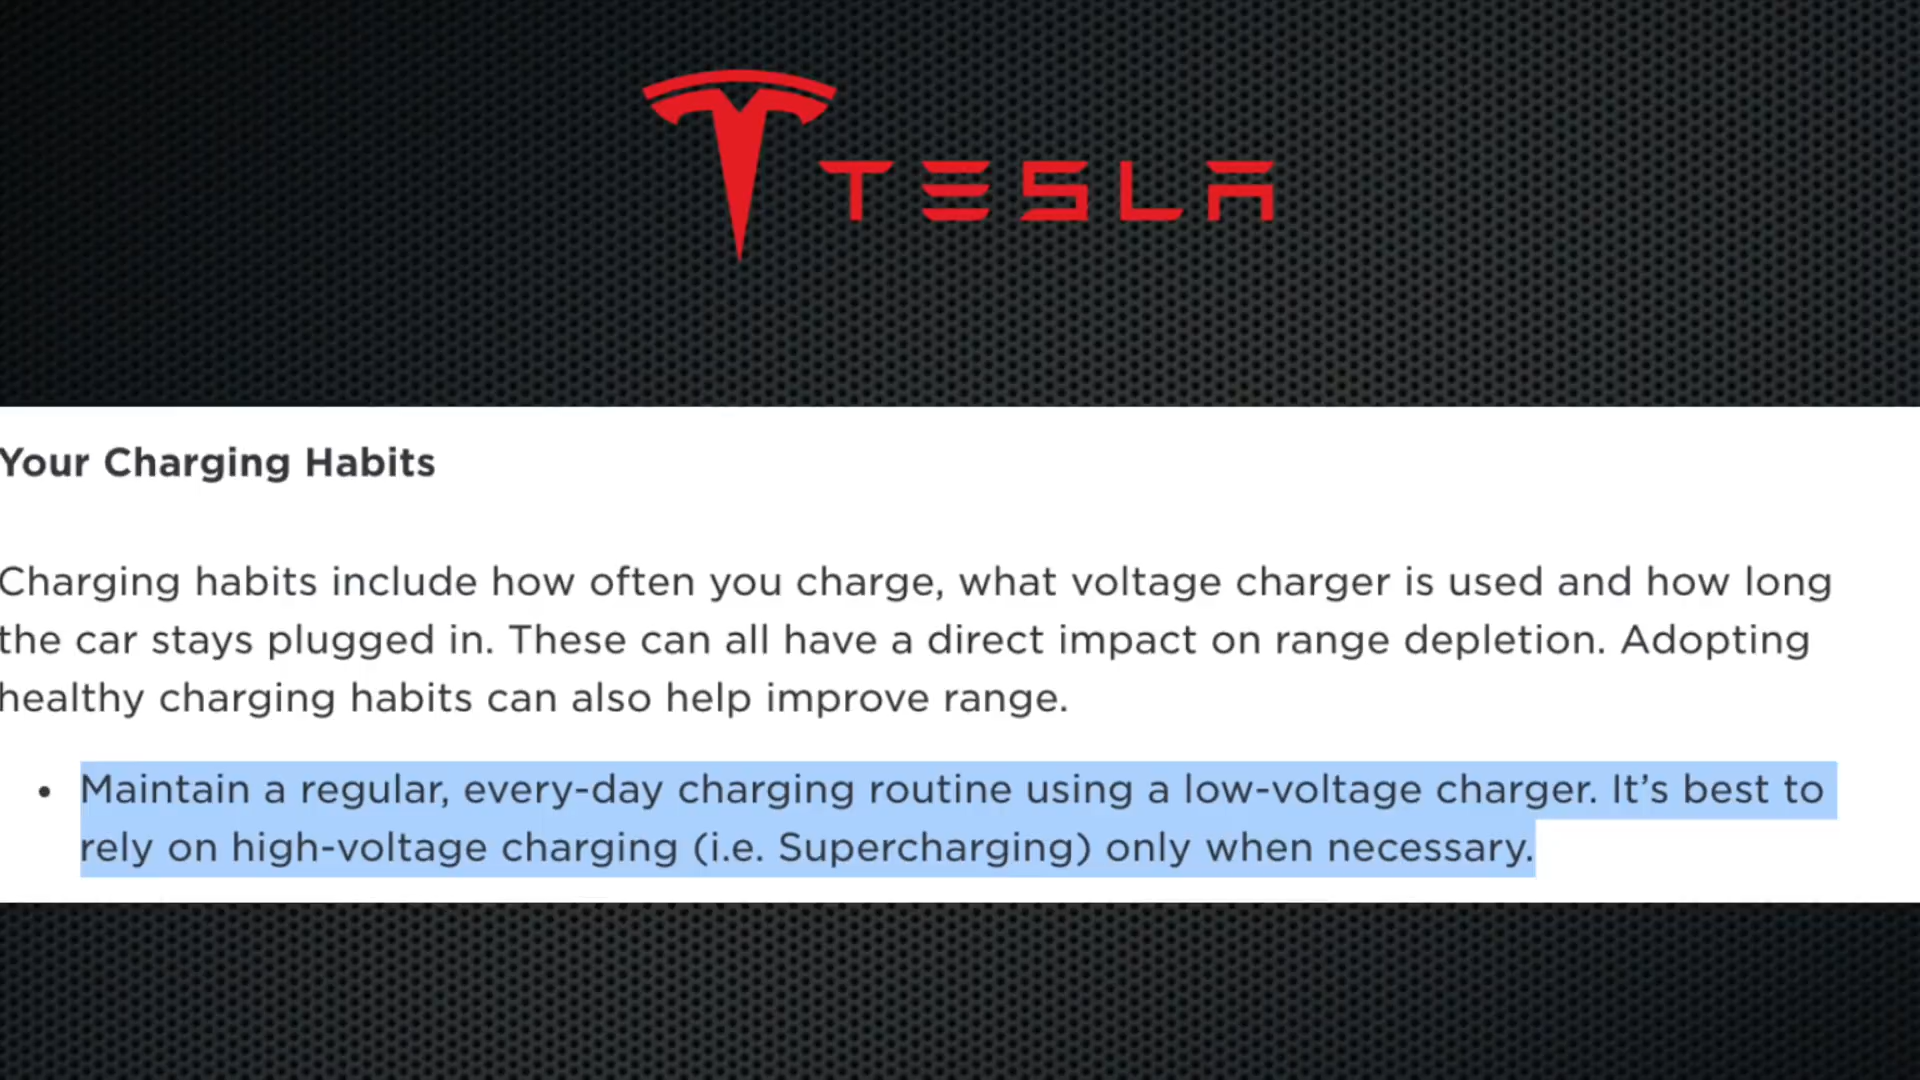 TESLA
Your Charging Habits
Charging habits include how often you charge, what voltage charger is used and how long
the car stays plugged in. These can all have a direct impact on range depletion. Adopting
healthy charging habits can also help improve range.
• Maintain a regular, every-day charging routine using a low-voltage charger. It’s best to
rely on high-voltage charging (i.e. Supercharging) only when necessary.